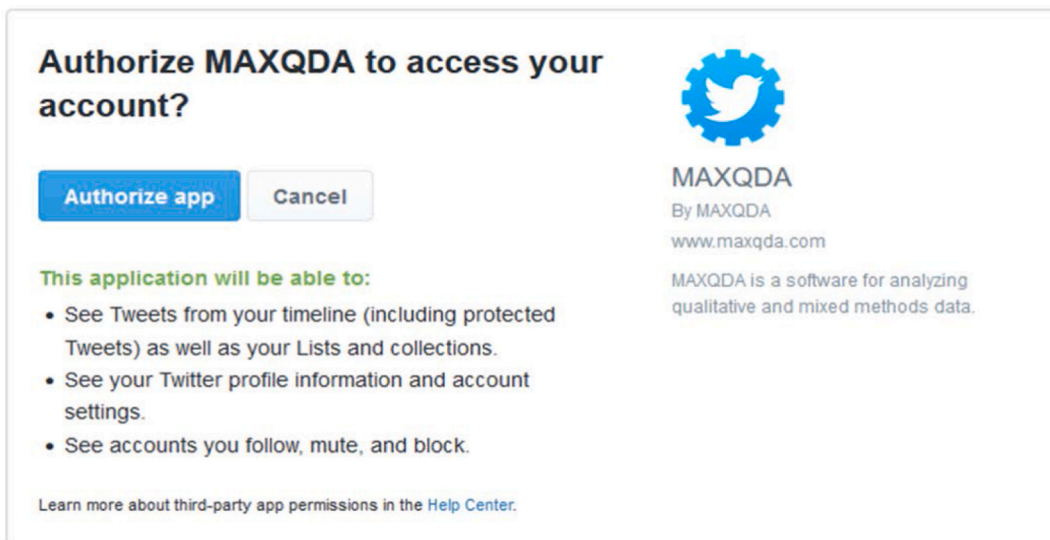 Authorize MAXQDA to access your
account?
Authorize app
Cancel
This application will be able to:
• See Tweets from your timeline (including protected
Tweets) as well as your Lists and collections.
• See your Twitter profile information and account
settings.
• See accounts you follow, mute, and block.
Learn more about third-party app permissions in the Help Center.
MAXQDA
By MAXQDA
www.maxqda.com
MAXQDA is a software for analyzing
qualitative and mixed methods data.